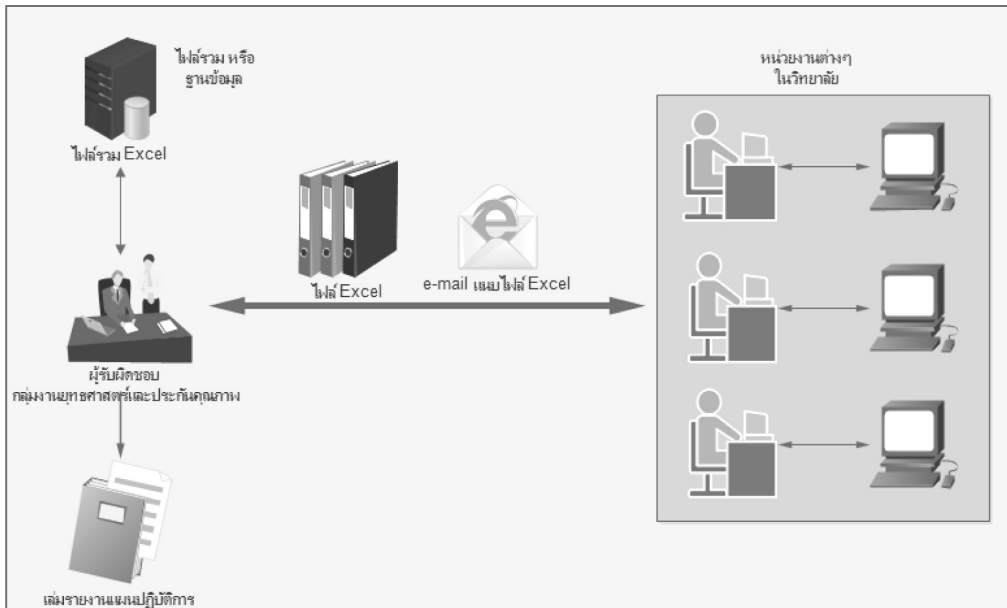 ไฟล์รวม หรือ
ฐานข้อมูล
ไฟล์รวม Excel
หน่วยงานต่างๆ
ในวิทยาลัย
ไฟล์ Excel
e-mail แนบไฟล์ Excel
ผู้รับผิดชอบ
กลุ่มงานยุทธศาสตร์และประกันคุณภาพ
เล่มรายงานแผนปฏิบัติการ